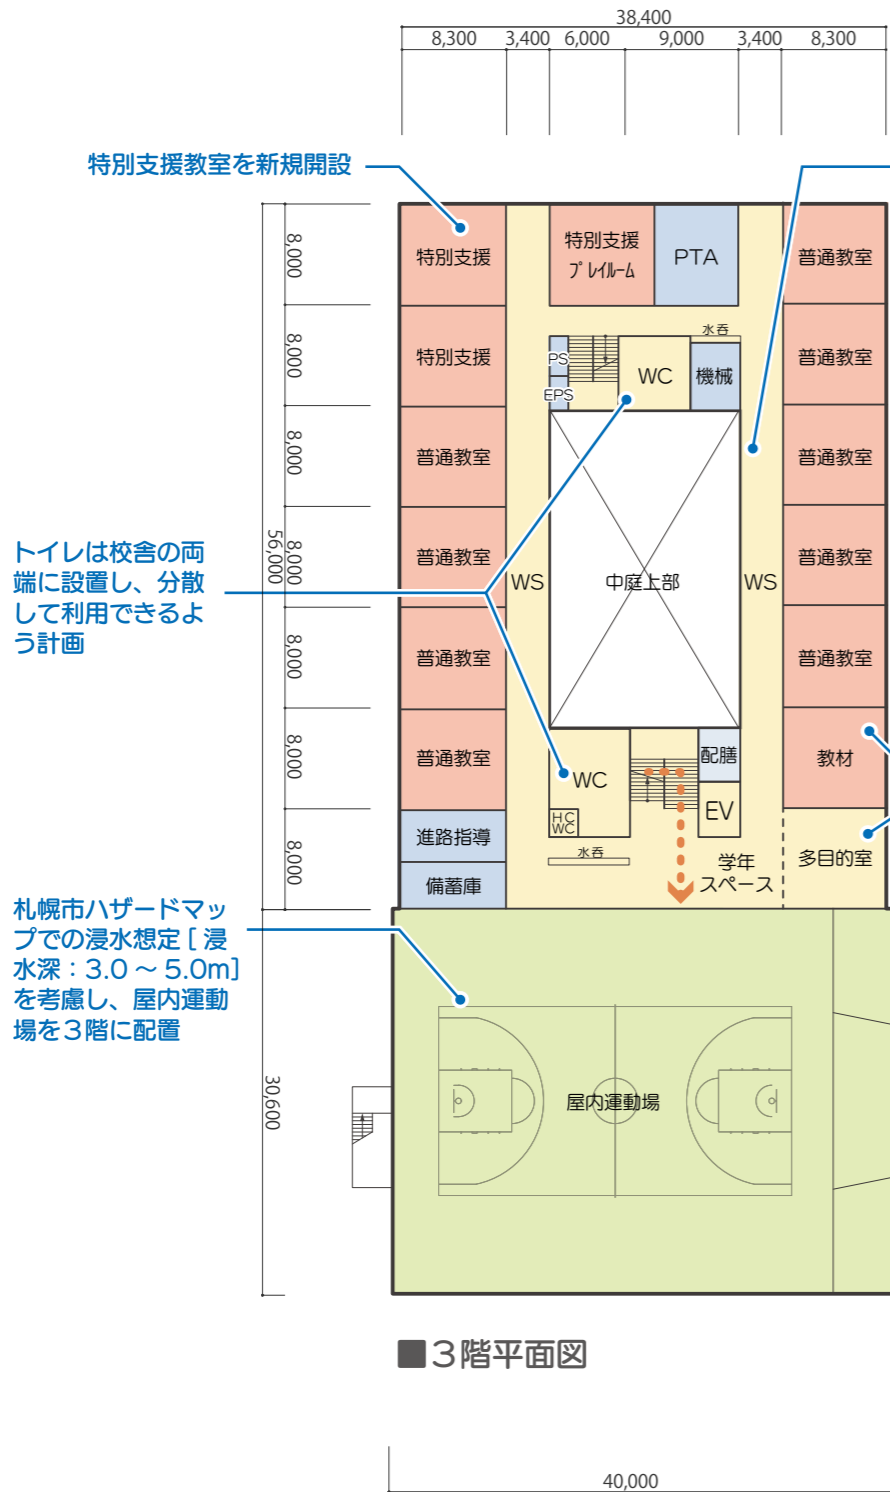 38,400
8,300
3,400
6,000
9,000
3,400
8,300
特別支援教室を新規開設
8,000
8,000
8,000
8,000
8,000
8,000
8,000
56,000
30,600
特別支援
特別支援
プレイルーム
PTA
普通教室
水呑
特別支援
PS
EPS
WC
機械
普通教室
普通教室
普通教室
普通教室
普通教室
トイレは校舎の両
端に設置し、分散
して利用できるよ
う計画
WS
中庭上部
WS
普通教室
普通教室
普通教室
WC
配膳
教材
HC
WC
EV
進路指導
水呑
学年
スペース
多目的室
備蓄庫
札幌市ハザードマッ
プでの浸水想定 [ 浸
水深：3.0 ～ 5.0m]
を考慮し、屋内運動
場を３階に配置
屋内運動場
■３階平面図
40,000